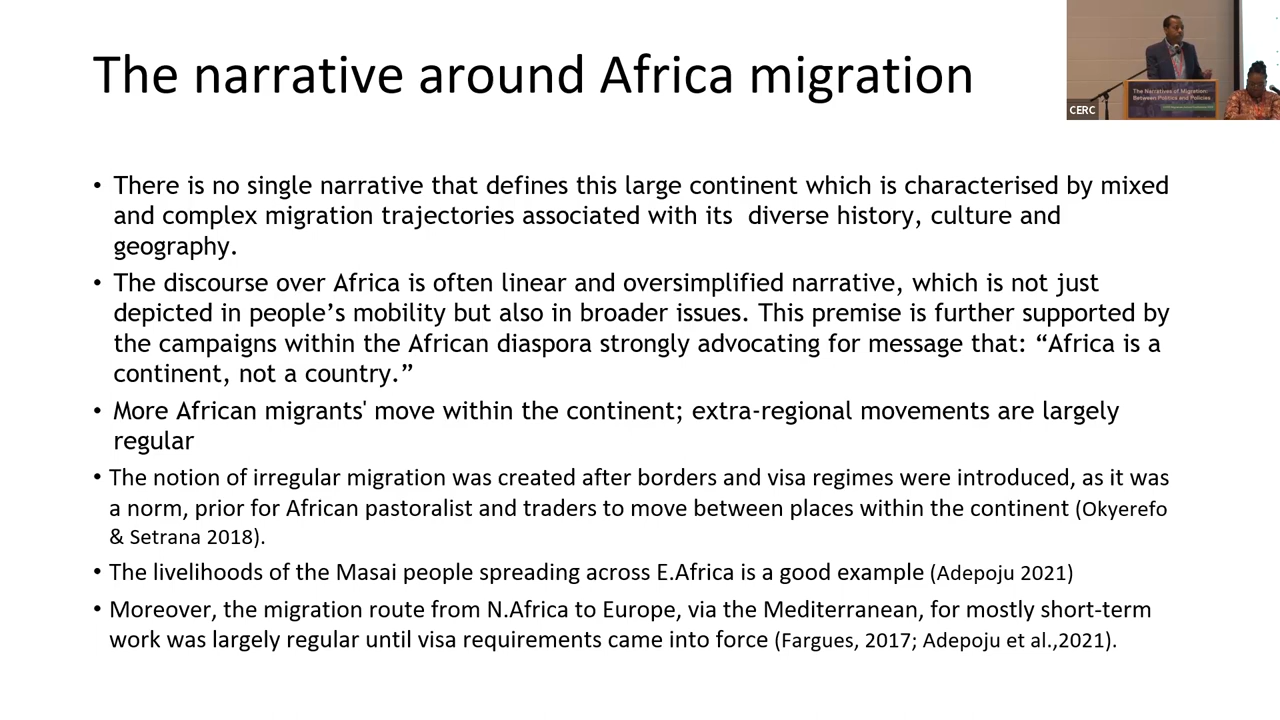 The narrative around Africa migration
CERC
The Narratives of Migration:
Between Politics and Policies
• There is no single narrative that defines this large continent which is characterised by mixed
and complex migration trajectories associated with its  diverse history, culture and
geography.
• The discourse over Africa is often linear and oversimplified narrative, which is not just
depicted in people’s mobility but also in broader issues. This premise is further supported by
the campaigns within the African diaspora strongly advocating for message that: “Africa is a
continent, not a country.”
• More African migrants' move within the continent; extra-regional movements are largely
regular
• The notion of irregular migration was created after borders and visa regimes were introduced, as it was
a norm, prior for African pastoralist and traders to move between places within the continent (Okyerefo
& Setrana 2018).
• The livelihoods of the Masai people spreading across E.Africa is a good example (Adepoju 2021)
• Moreover, the migration route from N.Africa to Europe, via the Mediterranean, for mostly short-term
work was largely regular until visa requirements came into force (Fargues, 2017; Adepoju et al.,2021).